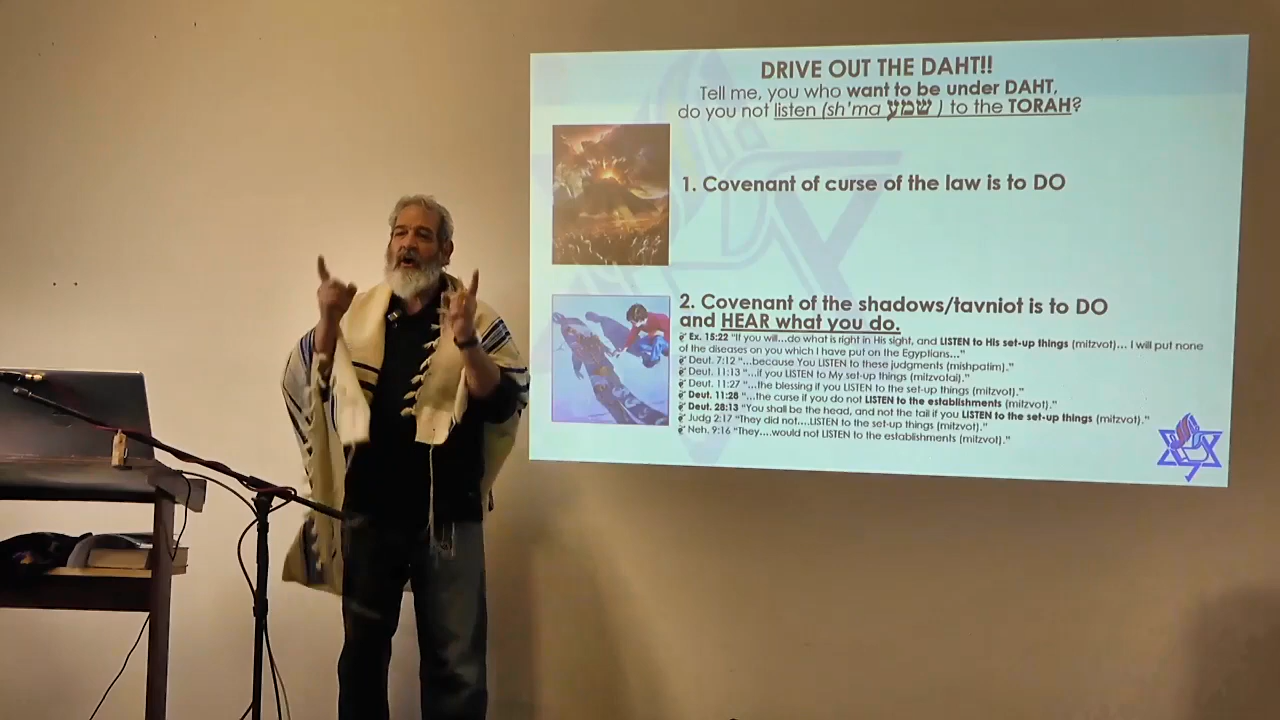 DRIVE OUT THE DAHT!!
Tell me, you who want to be under DAHT,
do you not listen (sh'ma שמע ) to the TORAH?
1. Covenant of curse of the law is to DO
2. Covenant of the shadows/tavniot is to DO
and HEAR what you do.
Ex. 15:22 "If you will...do what is right in His sight, and LISTEN to His set-up things (mitzvot)... I will put none
of the diseases on you which I have put on the Egyptians..."
Deut. 7:12 "...because You LISTEN to these judgments (mishpatim)."
Deut. 11:13 "...if you LISTEN to My set-up things (mitzvotai)."
Deut. 11:27 "...the blessing if you LISTEN to the set-up things (mitzvot)."
Deut. 11:28 "...the curse if you do not LISTEN to the establishments (mitzvot)."
Deut. 28:13 "You shall be the head, and not the tail if you LISTEN to the set-up things (mitzvot)."
Judg 2:17 "They did not....LISTEN to the set-up things (mitzvot)."
Neh. 9:16 "They....would not LISTEN to the establishments (mitzvot)."